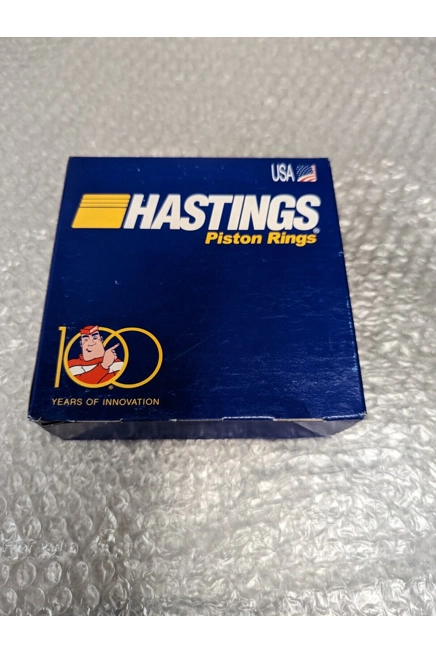 USA
HASTINGS®
Piston Rings
100
YEARS OF INNOVATION